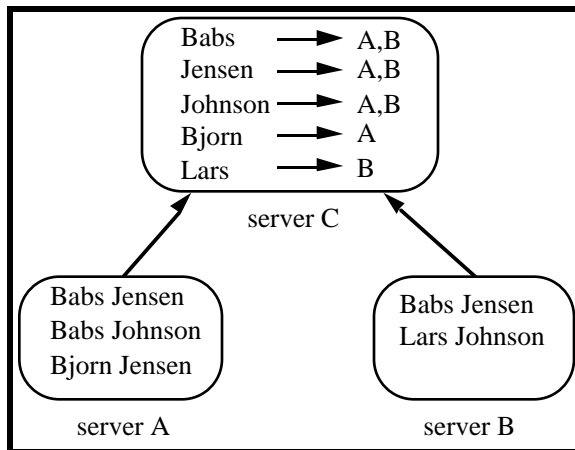 Babs A,B
Jensen A,B
Johnson A,B
Bjorn A
Lars B
server C
Babs Jensen
Babs Johnson
Bjorn Jensen
server A
Babs Jensen
Lars Johnson
server B